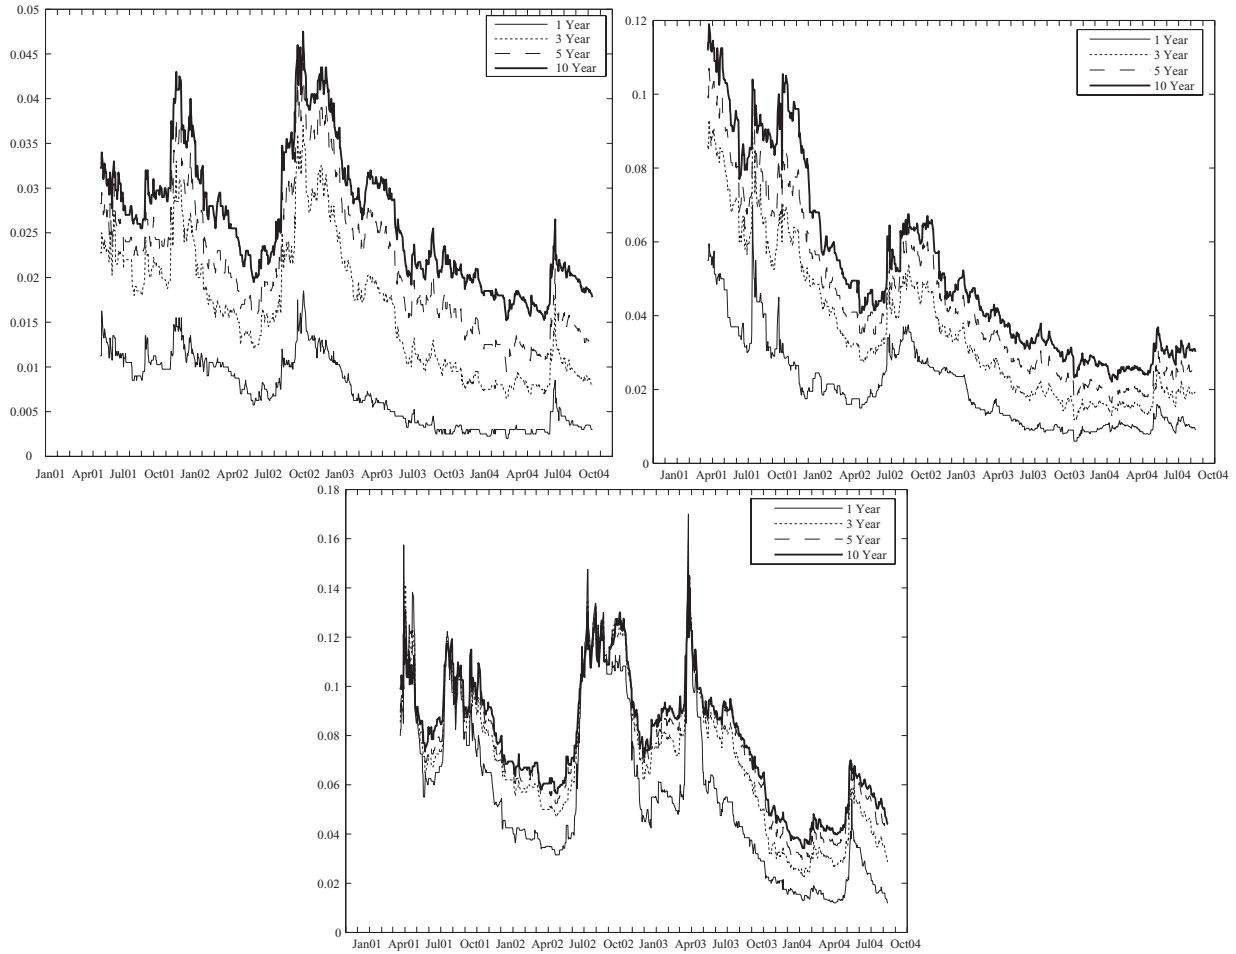 0.05
0.045
0.04
0.035
0.03
0.025
0.02
0.015
0.01
0.005
0
Jan01 Apr01 Jul01 Oct01 Jan02 Apr02 Jul02 Oct02 Jan03 Apr03 Jul03 Oct03 Jan04 Apr04 Jul04 Oct04
1 Year
3 Year
5 Year
10 Year
0.12
0.1
0.08
0.06
0.04
0.02
0
Jan01 Apr01 Jul01 Oct01 Jan02 Apr02 Jul02 Oct02 Jan03 Apr03 Jul03 Oct03 Jan04 Apr04 Jul04 Oct04
1 Year
3 Year
5 Year
10 Year
0.18
0.16
0.14
0.12
0.1
0.08
0.06
0.04
0.02
0
Jan01 Apr01 Jul01 Oct01 Jan02 Apr02 Jul02 Oct02 Jan03 Apr03 Oct03 Jan04 Apr04 Jul04 Oct04
1 Year
3 Year
5 Year
10 Year